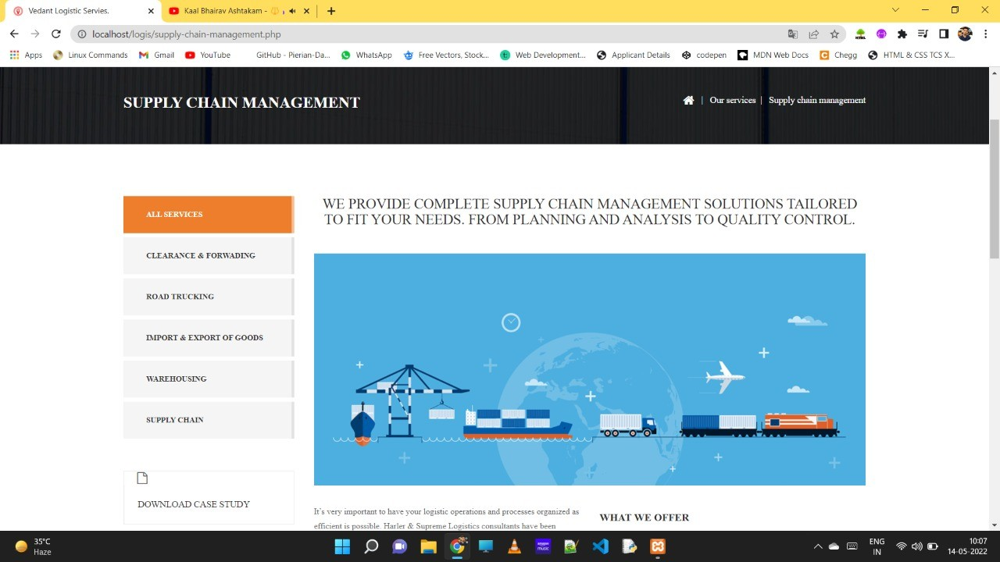 Vedant Logistic Servies.
Kaal Bhairav Ashtakam -
localhost/logis/supply-chain-management.php
Apps
Linux Commands
Gmail
YouTube
GitHub - Pierian-Da...
WhatsApp
Free Vectors, Stock...
Web Development...
Applicant Details
codepen
MDN Web Docs
Chegg
HTML & CSS TCS X...
SUPPLY CHAIN MANAGEMENT
| Our services | Supply chain management
ALL SERVICES
CLEARANCE & FORWADING
ROAD TRUCKING
IMPORT & EXPORT OF GOODS
WAREHOUSING
SUPPLY CHAIN
DOWNLOAD CASE STUDY
WE PROVIDE COMPLETE SUPPLY CHAIN MANAGEMENT SOLUTIONS TAILORED
TO FIT YOUR NEEDS. FROM PLANNING AND ANALYSIS TO QUALITY CONTROL.
It's very important to have your logistic operations and processes organized as
efficient is possible. Harler & Supreme Logistics consultants have been
WHAT WE OFFER
35°C
Haze
ENG
IN
10:07
14-05-2022